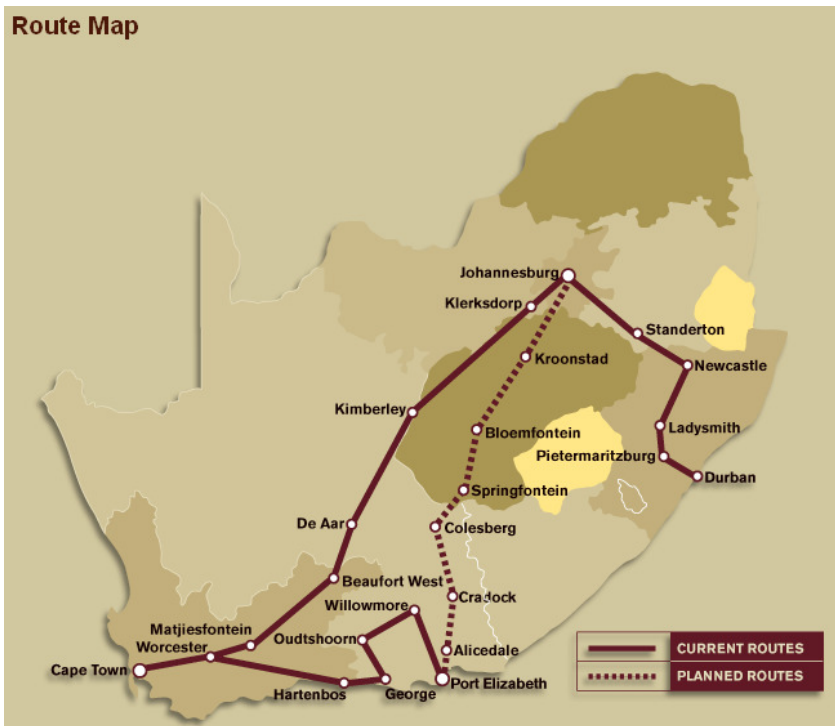 Route Map
Johannesburg
Klerksdorp
Standerton
Kroonstad
Newcastle
Kimberley
Ladysmith
Bloemfontein
Pietermaritzburg
Durban
Springfontein
De Aar
Colesberg
Beaufort West
Cradock
Willowmore
Matjiesfontein
Oudtshoorn
Worcester
Alicedale
Cape Town
Hartenbos
George
Port Elizabeth
CURRENT ROUTES
PLANNED ROUTES